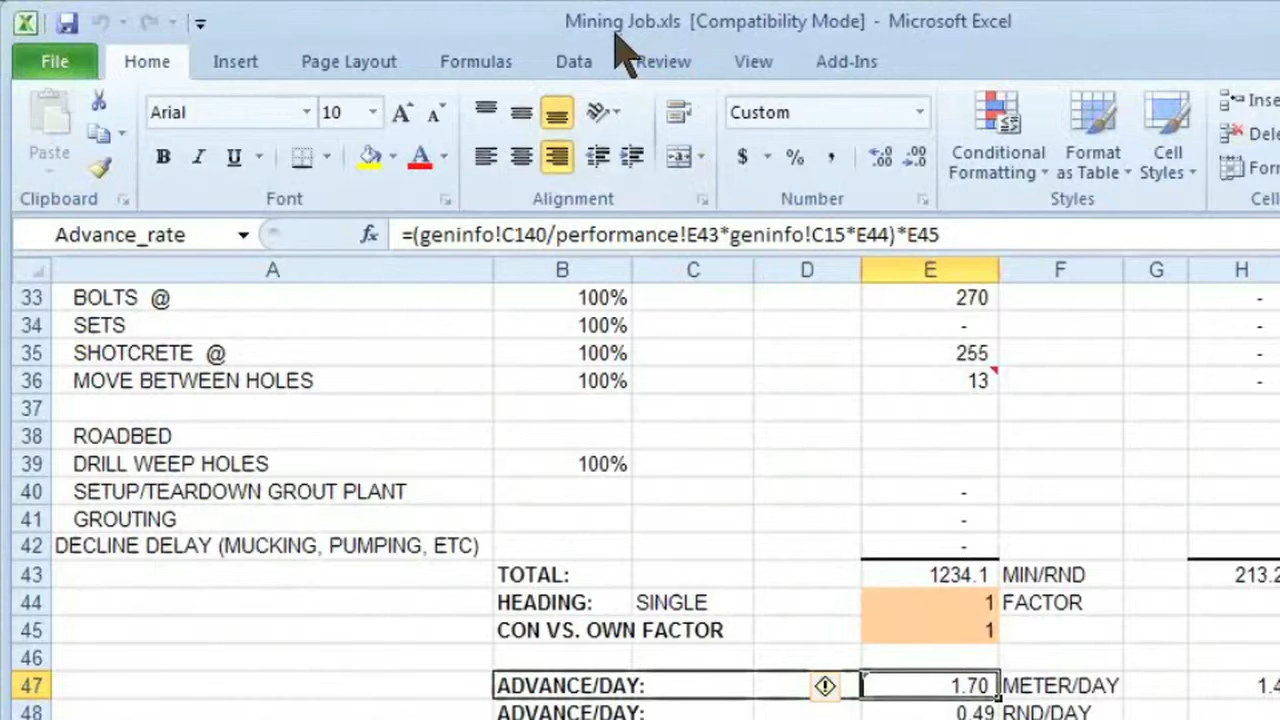 Mining Job.xls [Compatibility Mode] - Microsoft Excel
File Home Insert Page Layout Formulas Data Review View Add-Ins
Arial 10 Custom
Paste B I U $ % , Conditional Formatting Format as Table Cell Styles
Clipboard Font Alignment Number Styles
Advance_rate fx =(geninfo!C140/performance!E43*geninfo!C15*E44)*E45
A B C D E F G H
33 BOLTS @ 100% 270 -
34 SETS 100% - -
35 SHOTCRETE @ 100% 255 -
36 MOVE BETWEEN HOLES 100% 13 -
37
38 ROADBED
39 DRILL WEEP HOLES 100%
40 SETUP/TEARDOWN GROUT PLANT -
41 GROUTING -
42 DECLINE DELAY (MUCKING, PUMPING, ETC) -
43 TOTAL: 1234.1 MIN/RND 213.2
44 HEADING: SINGLE 1 FACTOR
45 CON VS. OWN FACTOR 1
46
47 ADVANCE/DAY: 1.70 METER/DAY 1.4
48 ADVANCE/DAY: 0.49 RND/DAY